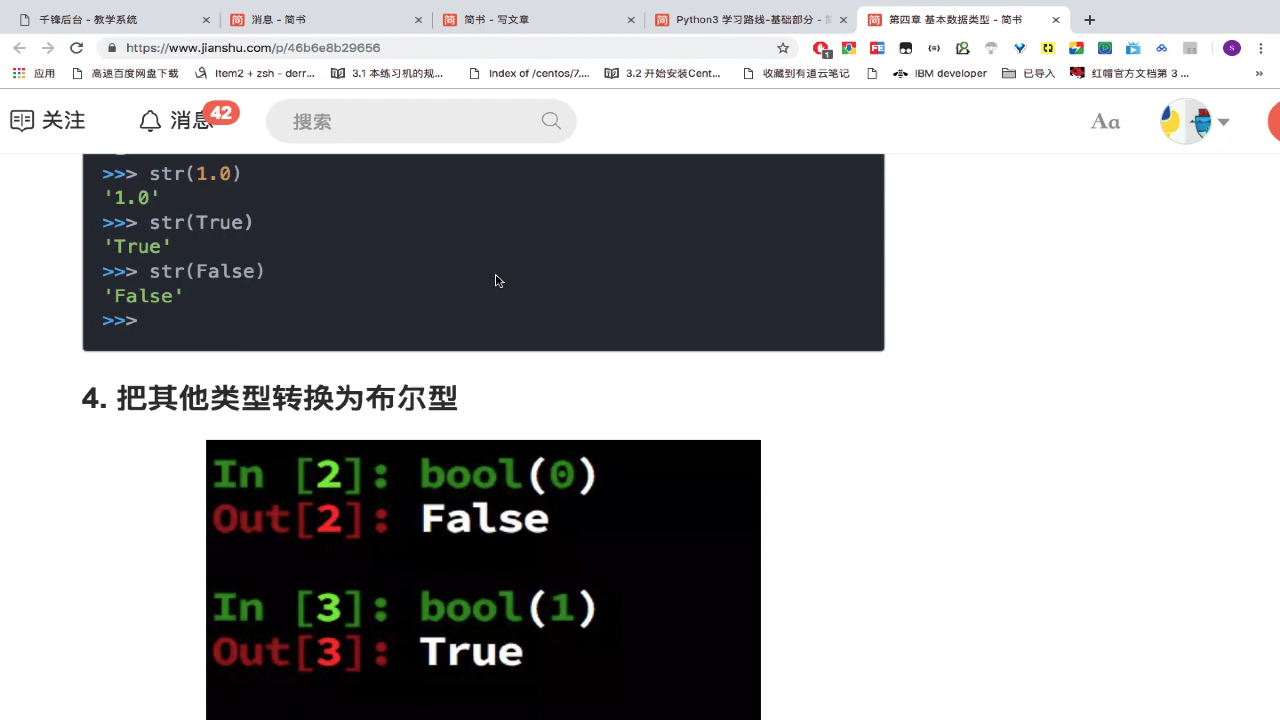 千锋后台 - 教学系统
消息 - 简书
简书 - 写文章
Python3 学习路线-基础部分 -
第四章 基本数据类型 - 简书
https://www.jianshu.com/p/46b6e8b29656
应用
高速百度网盘下载
Item2 + zsh - derr...
3.1 本练习机的规...
Index of /centos/7....
3.2 开始安装Cent...
收藏到有道云笔记
IBM developer
已导入
红帽官方文档第 3 ...
»
关注
消息
42
搜索
Aa
>>> str(1.0)
'1.0'
>>> str(True)
'True'
>>> str(False)
'False'
>>>
4. 把其他类型转换为布尔型
In [2]: bool(0)
Out[2]: False
In [3]: bool(1)
Out[3]: True